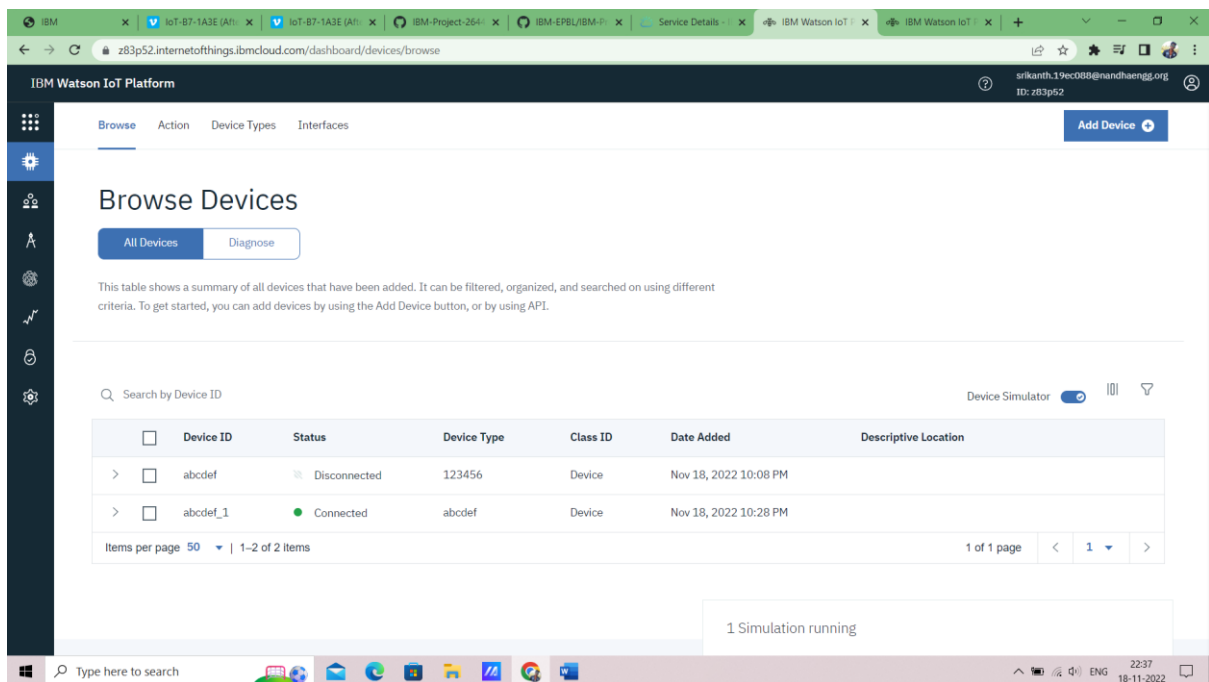 IBM
IoT-B7-1A3E (Aft
IoT-B7-1A3E (Aft
IBM-Project-264
IBM-EPBL/IBM-Pr
Service Details -
IBM Watson IoT
IBM Watson IoT
z83p52.internetofthings.ibmcloud.com/dashboard/devices/browse
IBM Watson IoT Platform
srikanth.19ec088@nandhaengg.org
ID: z83p52
Browse Action Device Types Interfaces
Add Device
Browse Devices
All Devices Diagnose
This table shows a summary of all devices that have been added. It can be filtered, organized, and searched on using different
criteria. To get started, you can add devices by using the Add Device button, or by using API.
Search by Device ID
Device Simulator
Device ID Status Device Type Class ID Date Added Descriptive Location
abcdef Disconnected 123456 Device Nov 18, 2022 10:08 PM
abcdef_1 Connected abcdef Device Nov 18, 2022 10:28 PM
Items per page 50 | 1–2 of 2 items
1 of 1 page < 1 >
1 Simulation running
Type here to search
ENG
22:37
18-11-2022